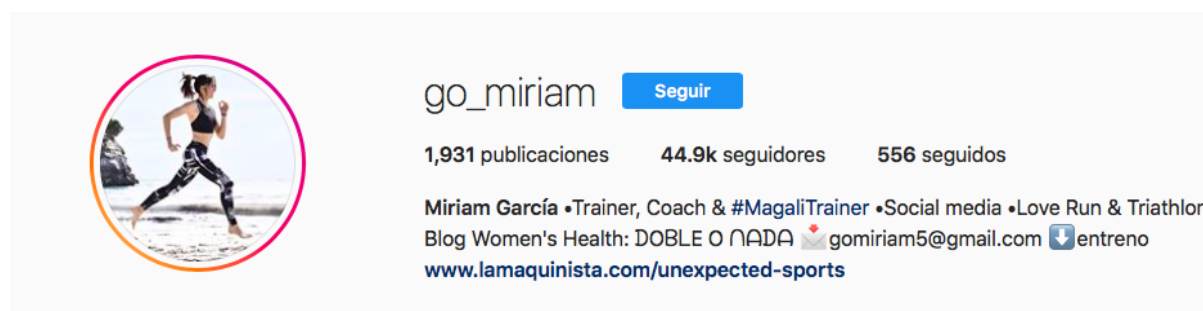 go_miriam Seguir
1,931 publicaciones 44.9k seguidores 556 seguidos
Miriam García •Trainer, Coach & #MagaliTrainer •Social media •Love Run & Triathlon
Blog Women's Health: DOBLE O NADA 📩gomiriam5@gmail.com ⬇️entreno
www.lamaquinista.com/unexpected-sports